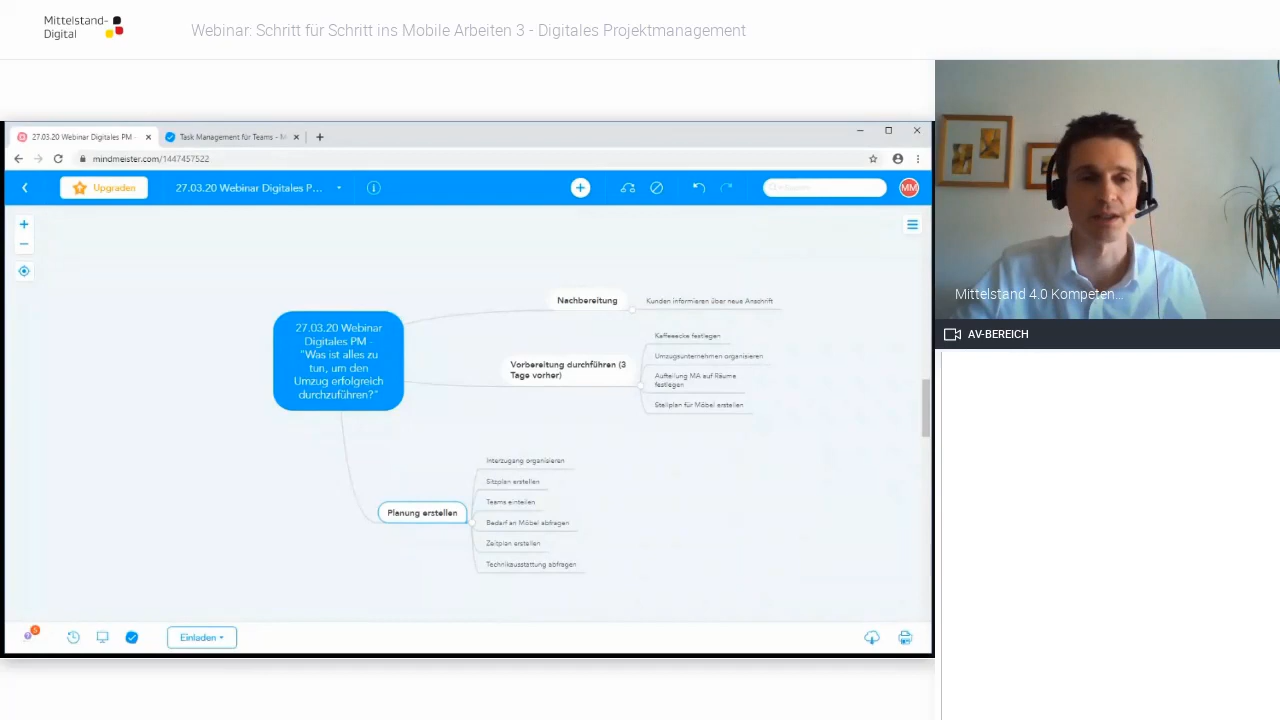 Mittelstand-
Digital
Webinar: Schritt für Schritt ins Mobile Arbeiten 3 - Digitales Projektmanagement
27.03.20 Webinar Digitales PM -
Task Management für Teams - M
mindmeister.com/1447457522
Upgraden
27.03.20 Webinar Digitales P...
MM
Nachbereitung
Kunden informieren über neue Anschrift
27.03.20 Webinar
Digitales PM -
"Was ist alles zu
tun, um den
Umzug erfolgreich
durchzuführen?"
Vorbereitung durchführen (3
Tage vorher)
Kaffeeecke festlegen
Umzugsunternehmen organisieren
Aufteilung MA auf Räume
festlegen
Stellplan für Möbel erstellen
Planung erstellen
Sitzplan erstellen
Teams einteilen
Bedarf an Möbel abfragen
Zeitplan erstellen
Technikausstattung abfragen
Einladen
Mittelstand 4.0 Kompeten...
AV-BEREICH